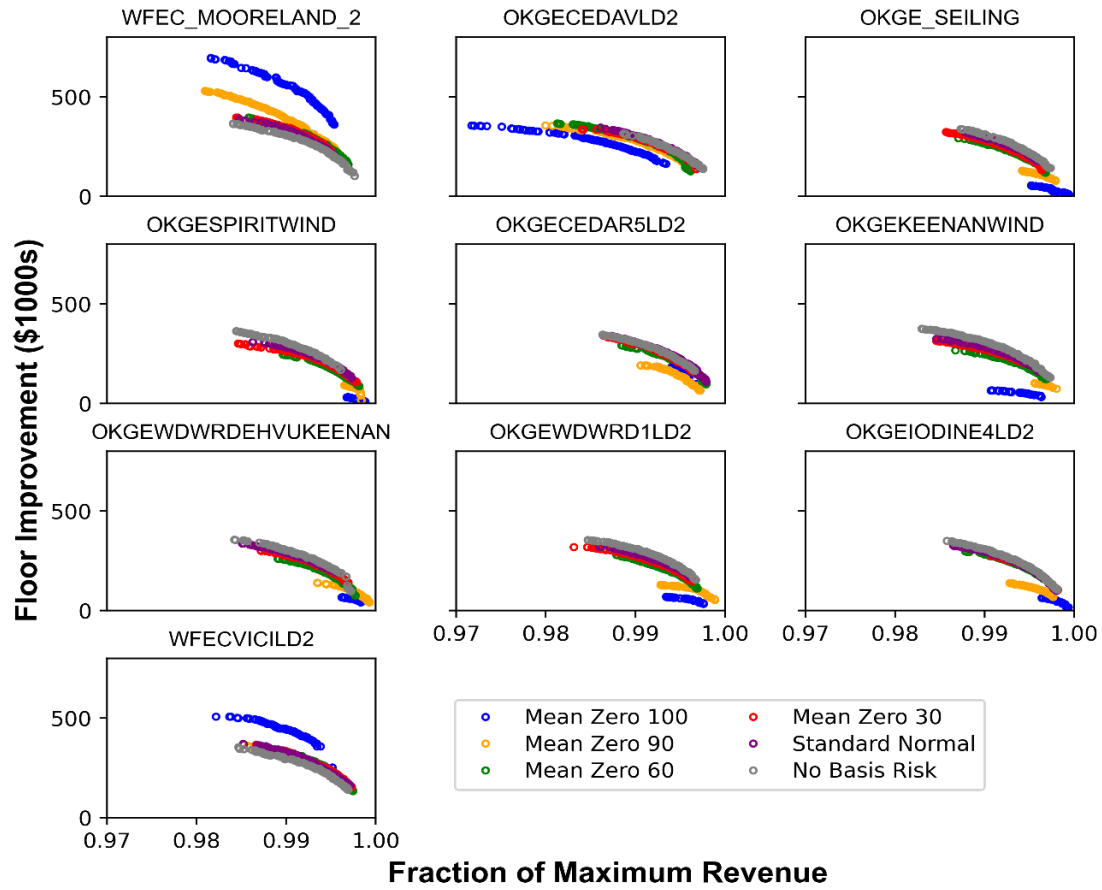 WFEC_MOORELAND_2 OKGECEDAVLD2 OKGE_SEILING
500
0
OKGESPIRITWIND OKGECEDAR5LD2 OKGEKEENANWIND
500
0
OKGEWDWRDEHVUKEENAN OKGEWDWRD1LD2 OKGEIODINE4LD2
500
0
0.97 0.98 0.99 1.00 0.97 0.98 0.99 1.00
WFECVICILD2
500
0
0.97 0.98 0.99 1.00
Mean Zero 100 Mean Zero 30
Mean Zero 90 Standard Normal
Mean Zero 60 No Basis Risk
Floor Improvement ($1000s)
Fraction of Maximum Revenue